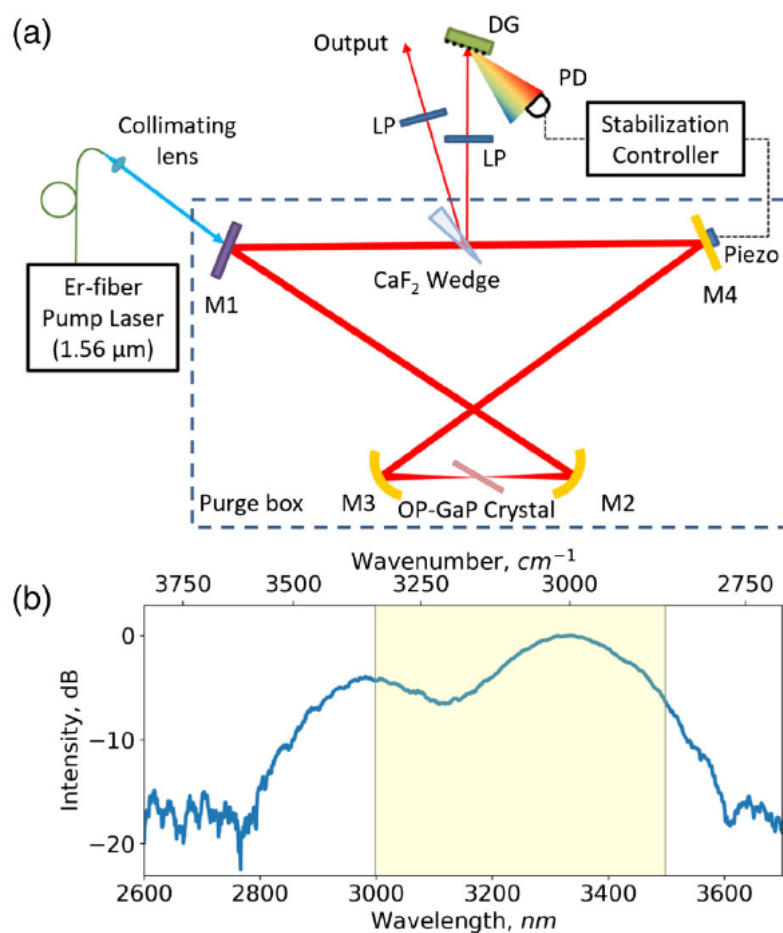 (a)
Output
DG
PD
Collimating
lens
LP
LP
Stabilization
Controller
Er-fiber
Pump Laser
(1.56 μm)
M1
CaF2 Wedge
Piezo
M4
Purge box
M3
OP-GaP Crystal
M2
(b)
Wavenumber, cm⁻¹
3750 3500 3250 3000 2750
Intensity, dB
0
−10
−20
2600 2800 3000 3200 3400 3600
Wavelength, nm